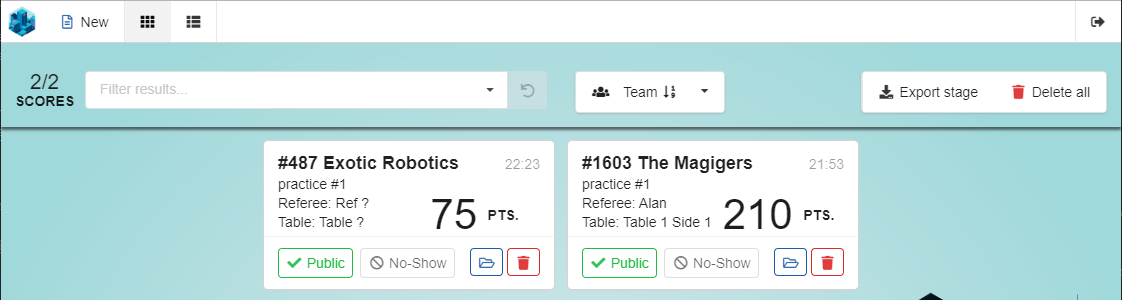 New
2/2
SCORES
Filter results...
Team
Export stage
Delete all
#487 Exotic Robotics 22:23
practice #1
Referee: Ref ?
Table: Table ?
75 PTS.
Public
No-Show
#1603 The Magigers 21:53
practice #1
Referee: Alan
Table: Table 1 Side 1
210 PTS.
Public
No-Show